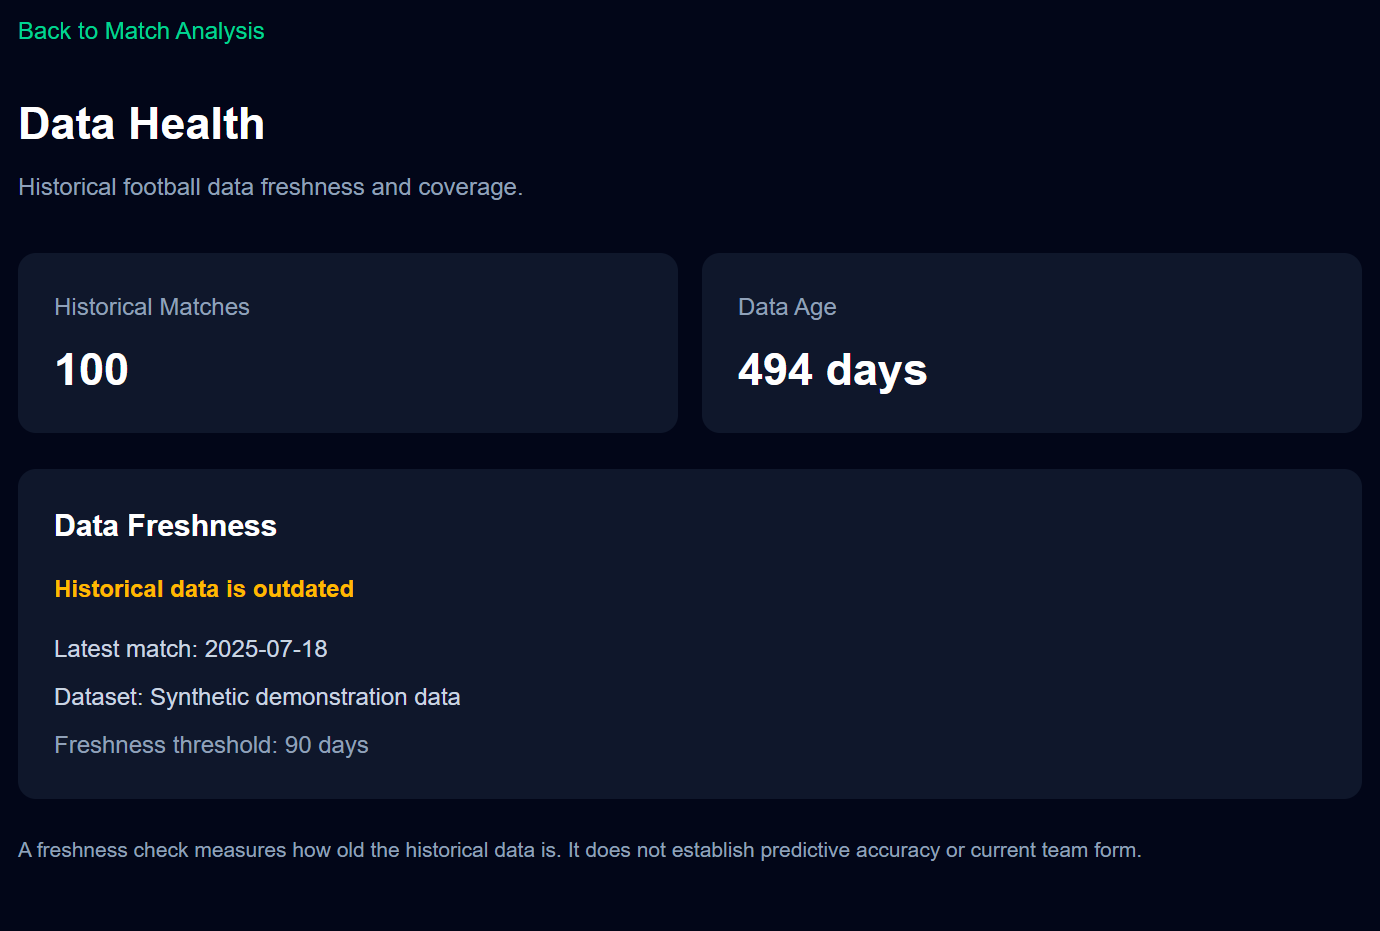 Back to Match Analysis
Data Health
Historical football data freshness and coverage.
Historical Matches
100
Data Age
494 days
Data Freshness
Historical data is outdated
Latest match: 2025-07-18
Dataset: Synthetic demonstration data
Freshness threshold: 90 days
A freshness check measures how old the historical data is. It does not establish predictive accuracy or current team form.